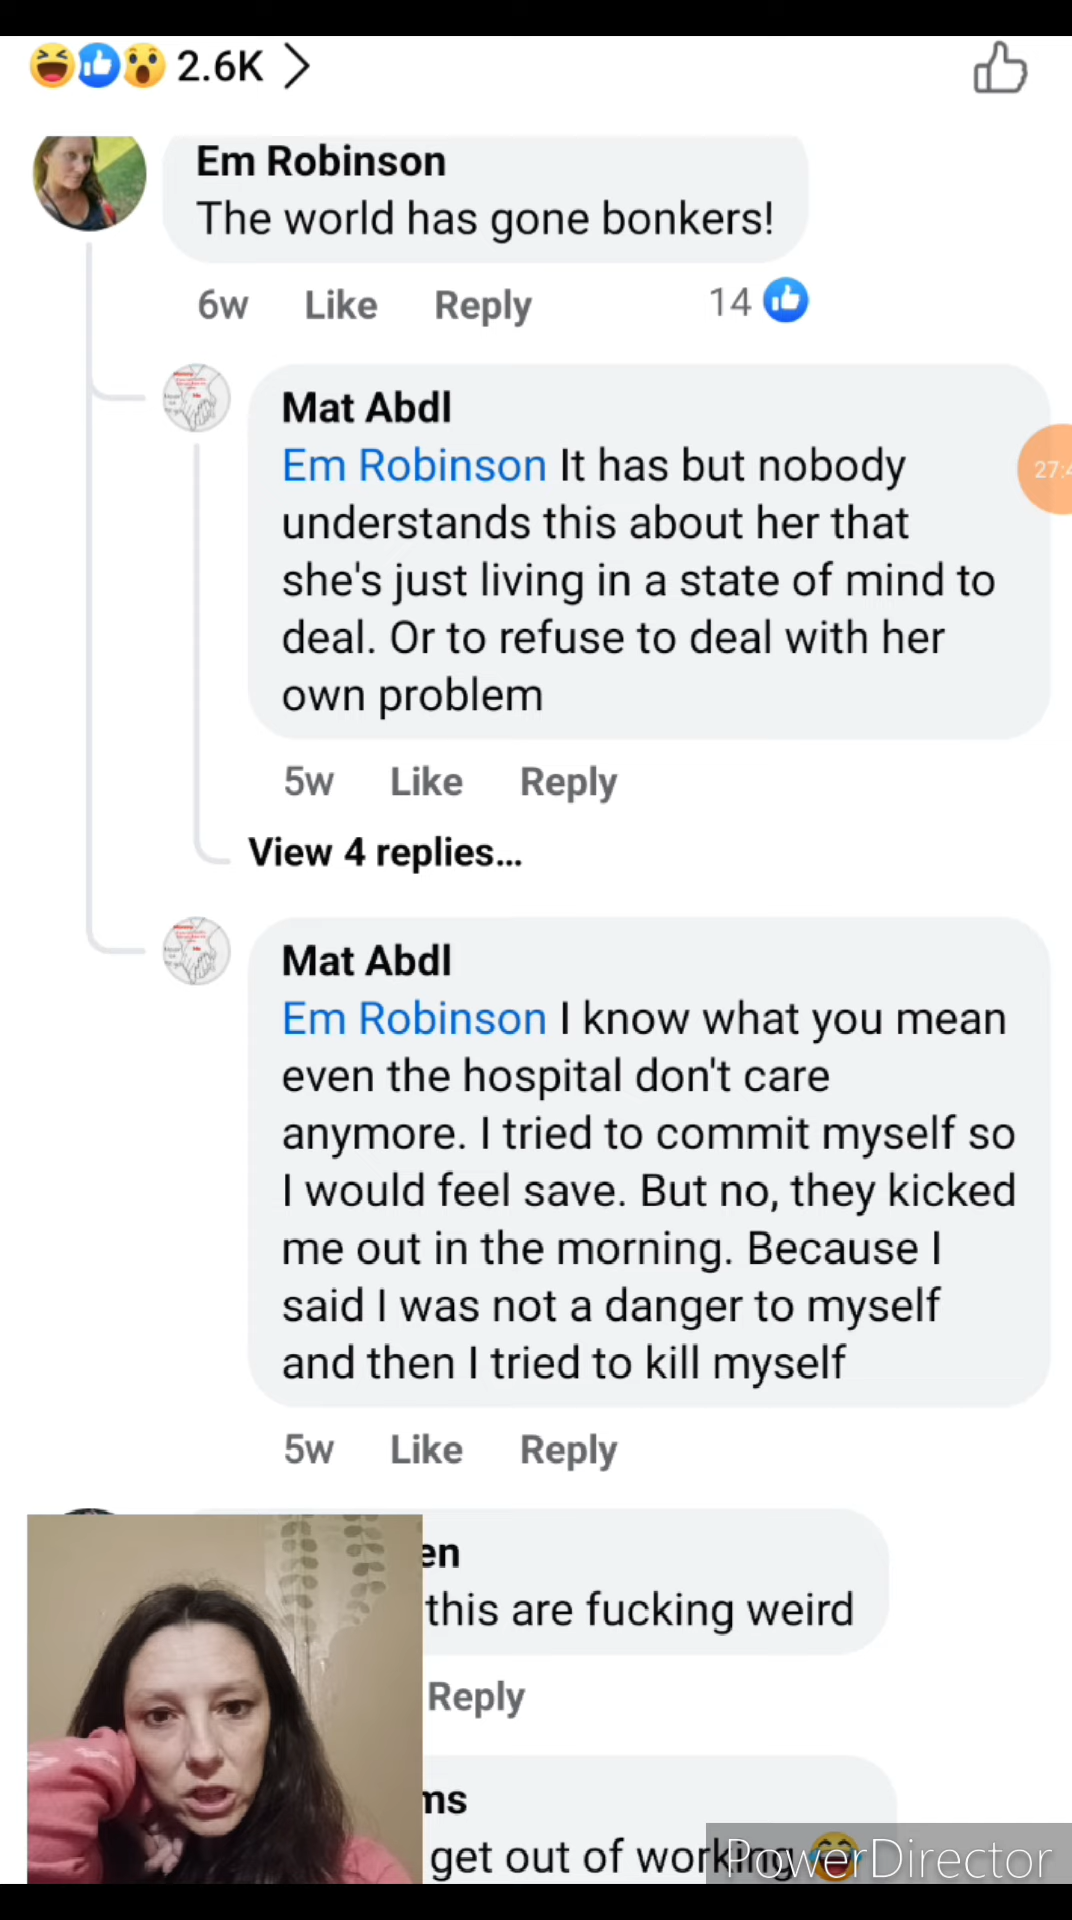 2.6K
Em Robinson
The world has gone bonkers!
6w Like Reply 14
Mat Abdl
Em Robinson It has but nobody
understands this about her that
she's just living in a state of mind to
deal. Or to refuse to deal with her
own problem
27:4
5w Like Reply
View 4 replies...
Mat Abdl
Em Robinson I know what you mean
even the hospital don't care
anymore. I tried to commit myself so
I would feel save. But no, they kicked
me out in the morning. Because I
said I was not a danger to myself
and then I tried to kill myself
5w Like Reply
en
this are fucking weird
Reply
ms
get out of working 😂
PowerDirector